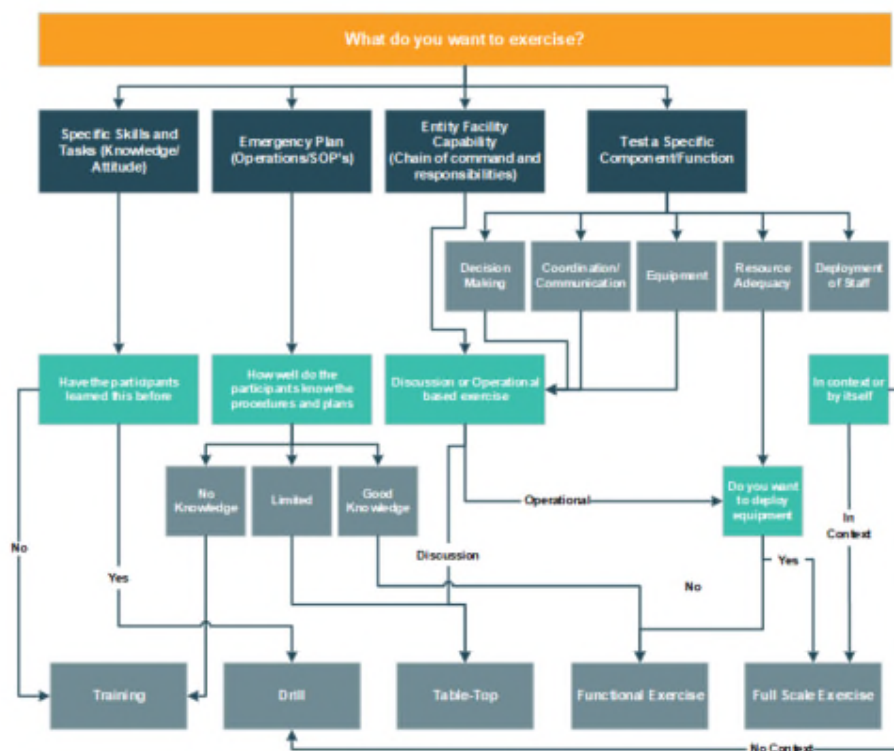 What do you want to exercise?
Specific Skills and
Tasks (Knowledge/
Attitude)
Emergency Plan
(Operations/SOP's)
Entity Facility
Capability
(Chain of command and
responsibilities)
Test a Specific
Component/Function
Decision
Making
Coordination/
Communication
Equipment
Resource
Adequacy
Deployment
of Staff
Have the participants
learned this before
How well do the
participants know the
procedures and plans
Discussion or Operational
based exercise
In context or
by itself
No
Knowledge
Limited
Good
Knowledge
Do you want
to deploy
equipment
Operational
In
Context
No
Discussion
Yes
No
Yes
Training
Drill
Table-Top
Functional Exercise
Full Scale Exercise
No Context